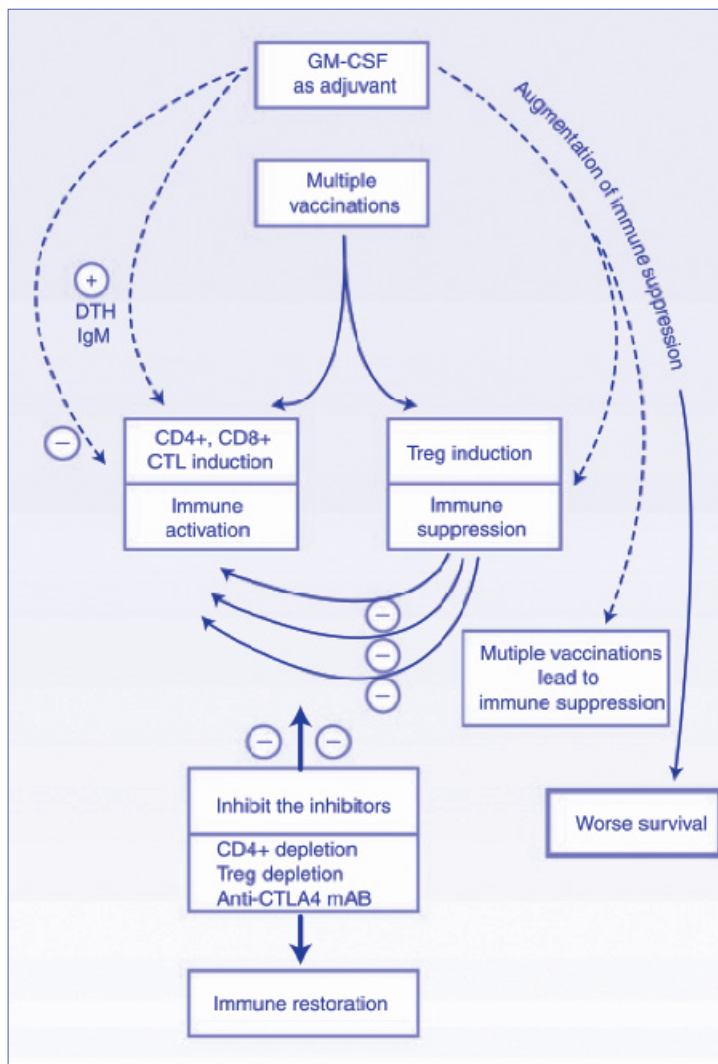 GM-CSF
as adjuvant
Augmentation of immune suppression
Multiple
vaccinations
+
DTH
IgM
−
CD4+, CD8+
CTL induction
Immune
activation
Treg induction
Immune
suppression
−
−
−
Mutiple vaccinations
lead to
immune suppression
− −
Inhibit the inhibitors
CD4+ depletion
Treg depletion
Anti-CTLA4 mAB
Worse survival
Immune restoration